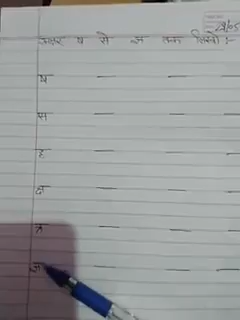 अक्षर ष से ज्ञ तक लिखो :-
ष — — —
स — — —
ह — — —
क्ष — — —
त्र — — —
ज्ञ — — —